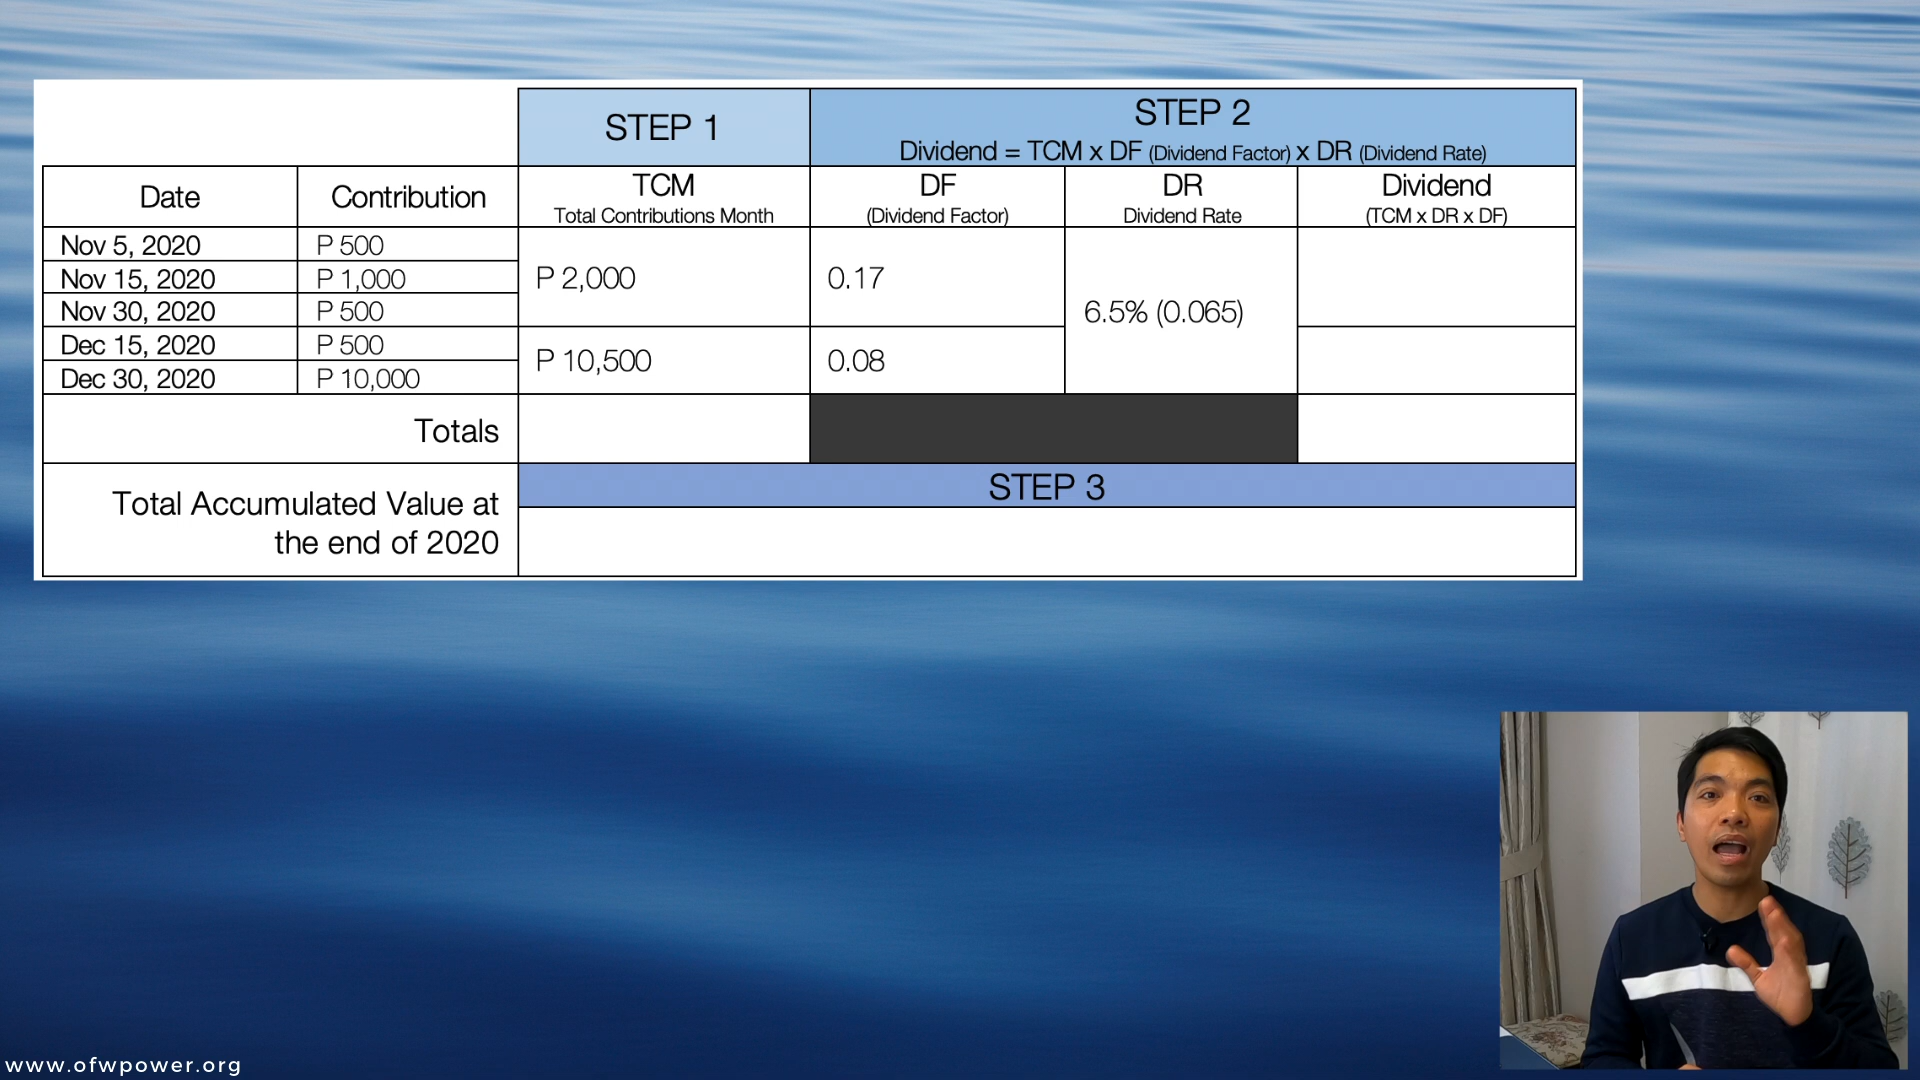 STEP 1
STEP 2
Dividend = TCM x DF (Dividend Factor) x DR (Dividend Rate)
Date
Contribution
TCM
Total Contributions Month
DF
(Dividend Factor)
DR
Dividend Rate
Dividend
(TCM x DR x DF)
Nov 5, 2020
P 500
Nov 15, 2020
P 1,000
Nov 30, 2020
P 500
P 2,000
0.17
6.5% (0.065)
Dec 15, 2020
P 500
Dec 30, 2020
P 10,000
P 10,500
0.08
Totals
STEP 3
Total Accumulated Value at
the end of 2020
www.ofwpower.org